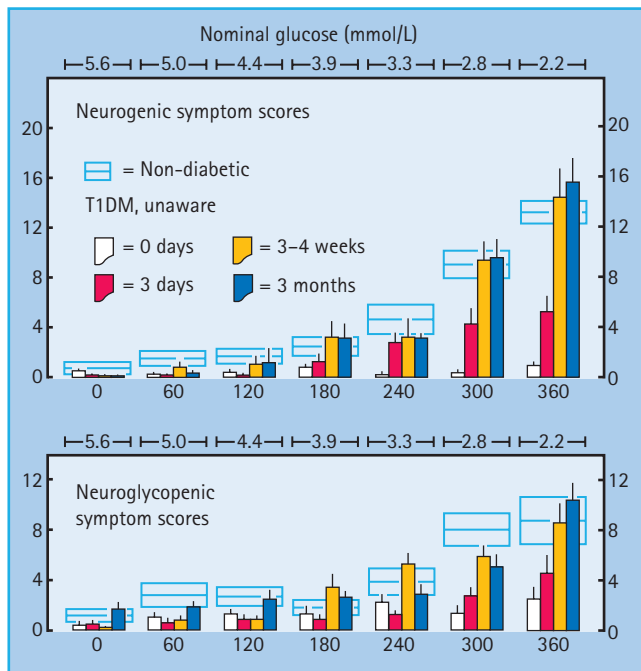 Nominal glucose (mmol/L)
5.6 5.0 4.4 3.9 3.3 2.8 2.2
Neurogenic symptom scores
= Non-diabetic
T1DM, unaware
= 0 days = 3–4 weeks
= 3 days = 3 months
20 20
16 16
12 12
8 8
4 4
0 0
0 60 120 180 240 300 360
5.6 5.0 4.4 3.9 3.3 2.8 2.2
Neuroglycopenic
symptom scores
12 12
8 8
4 4
0 0
0 60 120 180 240 300 360